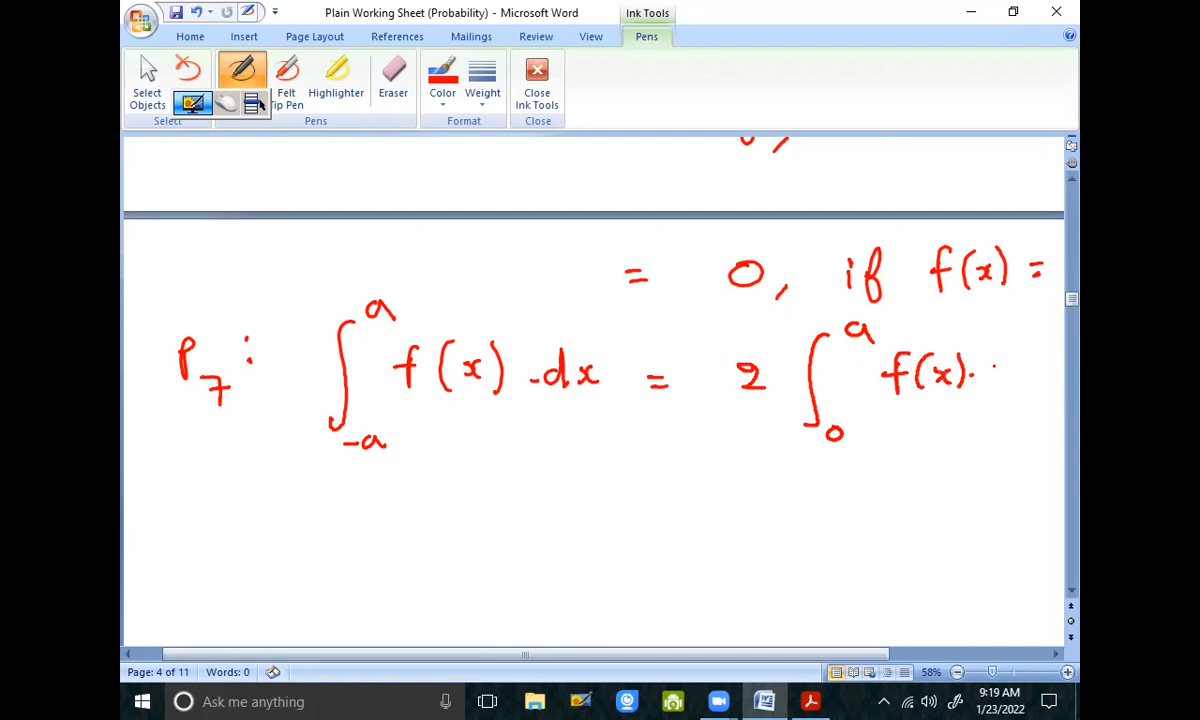 Plain Working Sheet (Probability) - Microsoft Word
Ink Tools
Home Insert Page Layout References Mailings Review View Pens
Select Objects
Felt Tip Pen
Highlighter
Eraser
Color
Weight
Close Ink Tools
Select Pens Format Close
= 0, if f(x) =
P7 : ∫_{-a}^{a} f(x) . dx = 2 ∫_{0}^{a} f(x) .
Page: 4 of 11 Words: 0 58%
Ask me anything
9:19 AM
1/23/2022